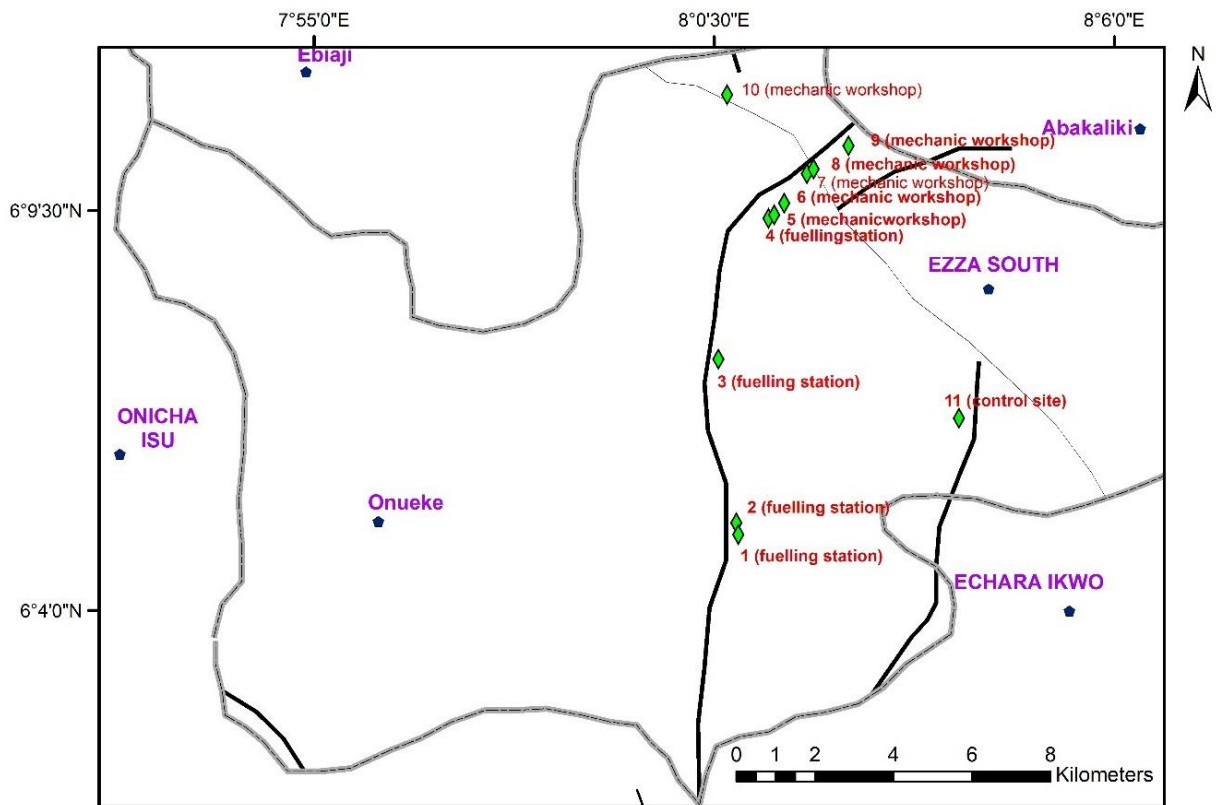 7°55'0"E
8°0'30"E
8°6'0"E
N
Ebiaji
10 (mechanic workshop)
Abakaliki
9 (mechanic workshop)
8 (mechanic workshop)
7 (mechanic workshop)
6 (mechanic workshop)
6°9'30"N
5 (mechanicworkshop)
4 (fuellingstation)
EZZA SOUTH
3 (fuelling station)
11 (control site)
ONICHA
ISU
Onueke
2 (fuelling station)
1 (fuelling station)
ECHARA IKWO
6°4'0"N
0 1 2 4 6 8
Kilometers